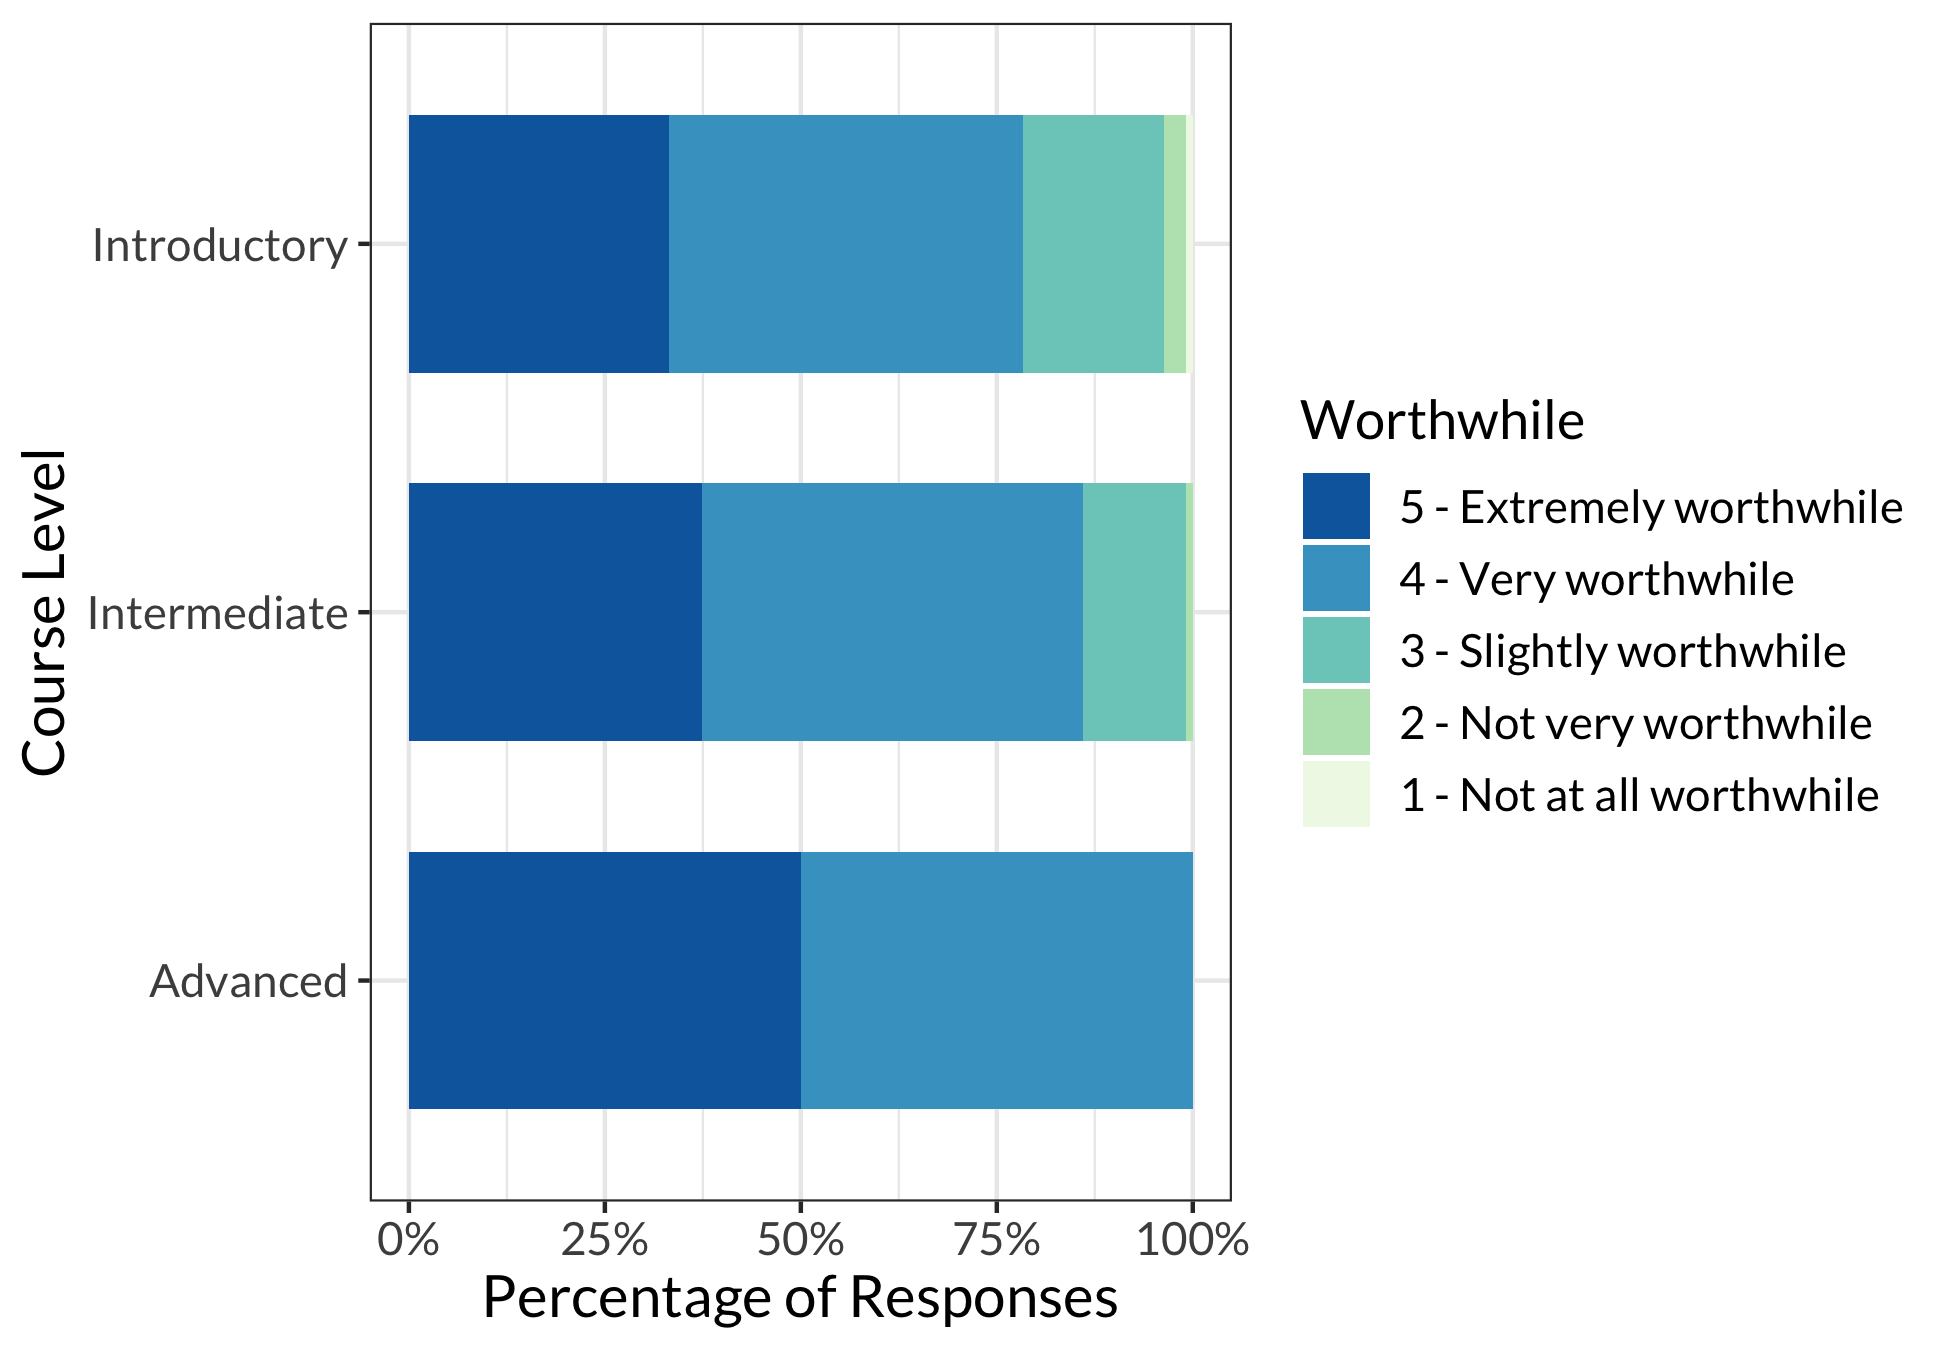 Course Level
Introductory
Intermediate
Advanced
0% 25% 50% 75% 100%
Percentage of Responses
Worthwhile
5 - Extremely worthwhile
4 - Very worthwhile
3 - Slightly worthwhile
2 - Not very worthwhile
1 - Not at all worthwhile